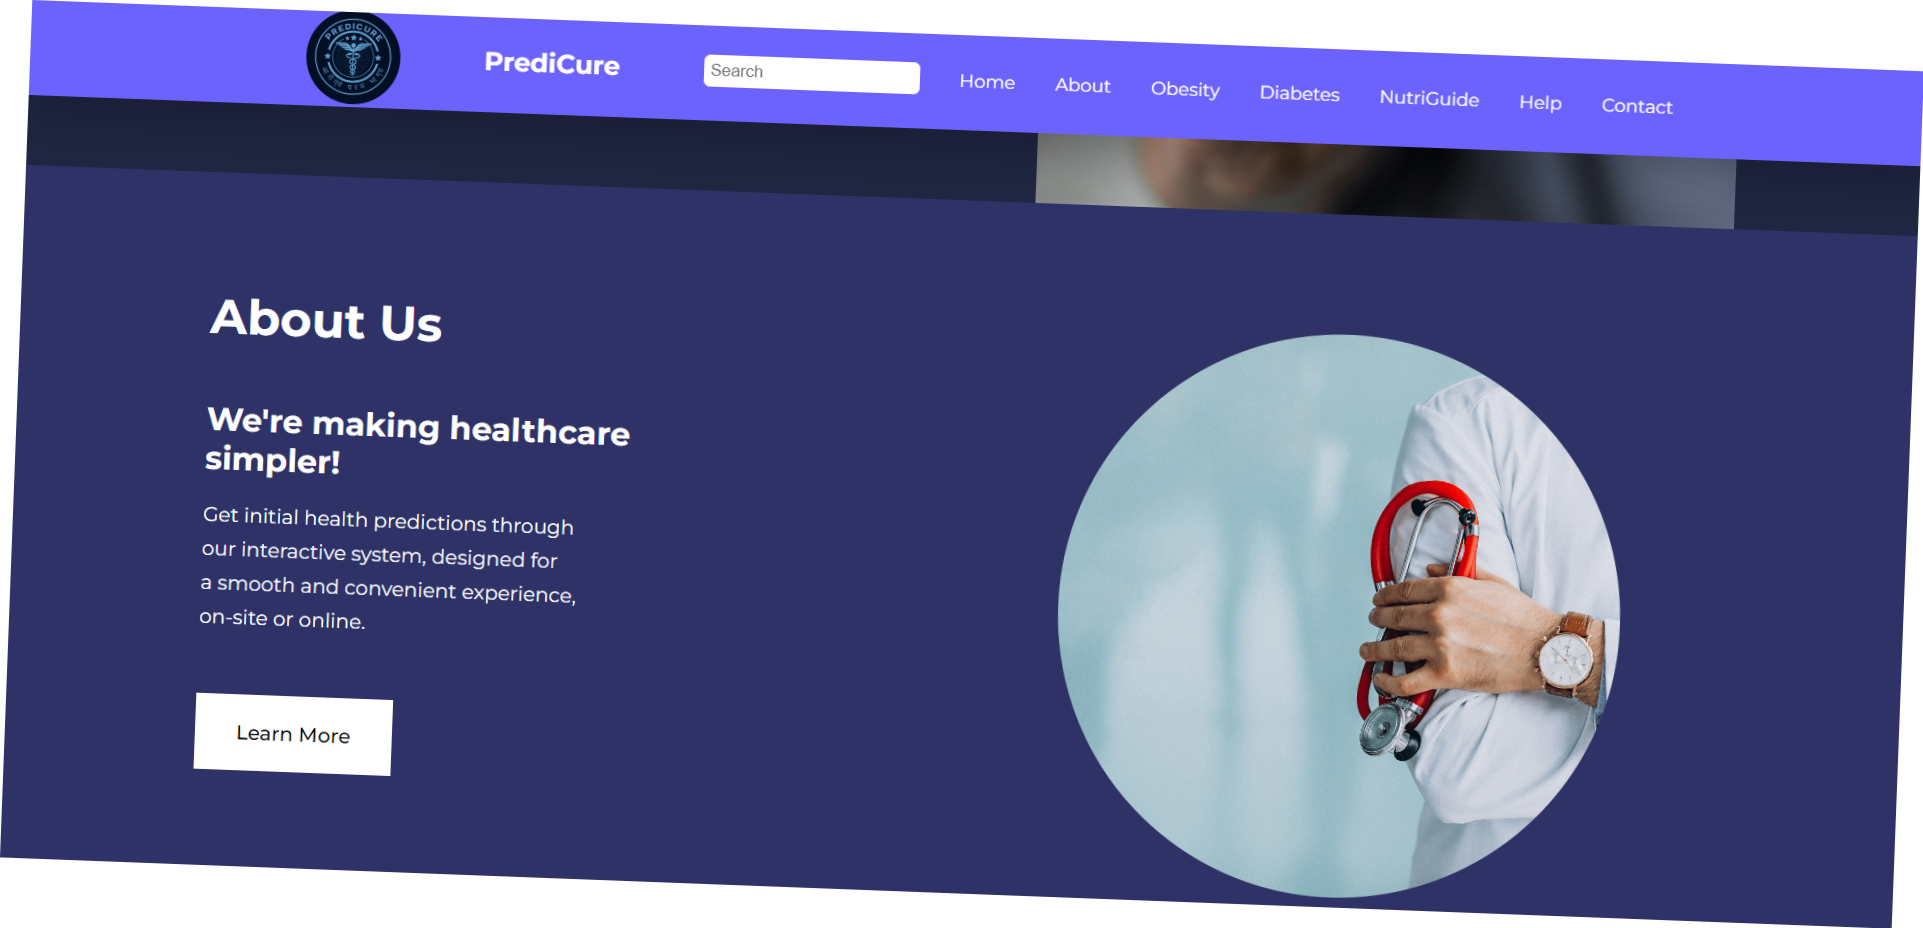 PREDICURE
PrediCure
Search
Home
About
Obesity
Diabetes
NutriGuide
Help
Contact
About Us
We're making healthcare
simpler!
Get initial health predictions through
our interactive system, designed for
a smooth and convenient experience,
on-site or online.
Learn More